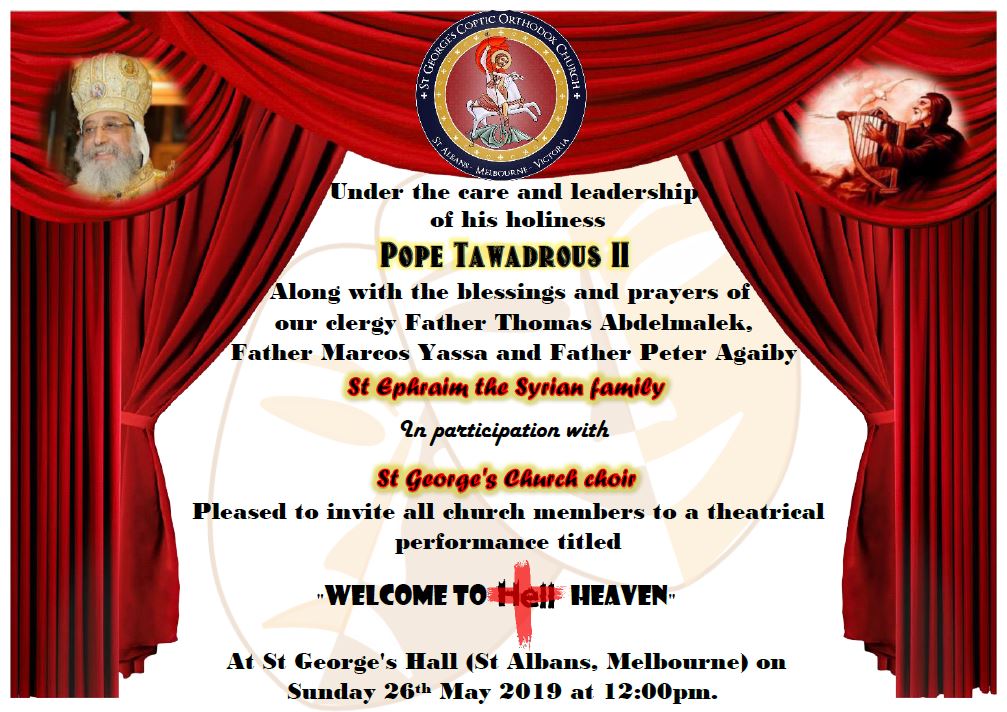 ST GEORGES COPTIC ORTHODOX CHURCH
ST ALBANS - MELBOURNE - VICTORIA
Under the care and leadership
of his holiness
POPE TAWADROUS II
Along with the blessings and prayers of
our clergy Father Thomas Abdelmalek,
Father Marcos Yassa and Father Peter Agaiby
St Ephraim the Syrian family
In participation with
St George's Church choir
Pleased to invite all church members to a theatrical
performance titled
"WELCOME TO Hell HEAVEN"
At St George's Hall (St Albans, Melbourne) on
Sunday 26th May 2019 at 12:00pm.